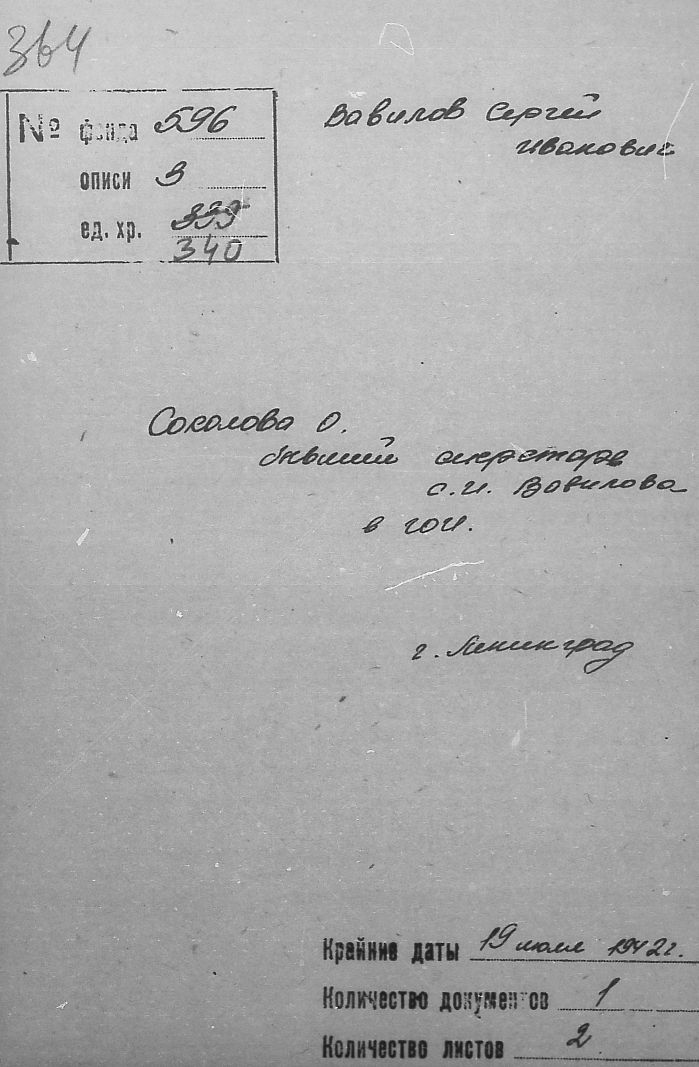 364
№ фонда 596
описи 3
ед. хр. 339
340
Вавилов Сергей
Иванович
Соколова О.
бывший секретарь
С.И. Вавилова
в ГОИ.
г. Ленинград
Крайние даты 19 июля 1942 г.
Количество документов 1
Количество листов 2